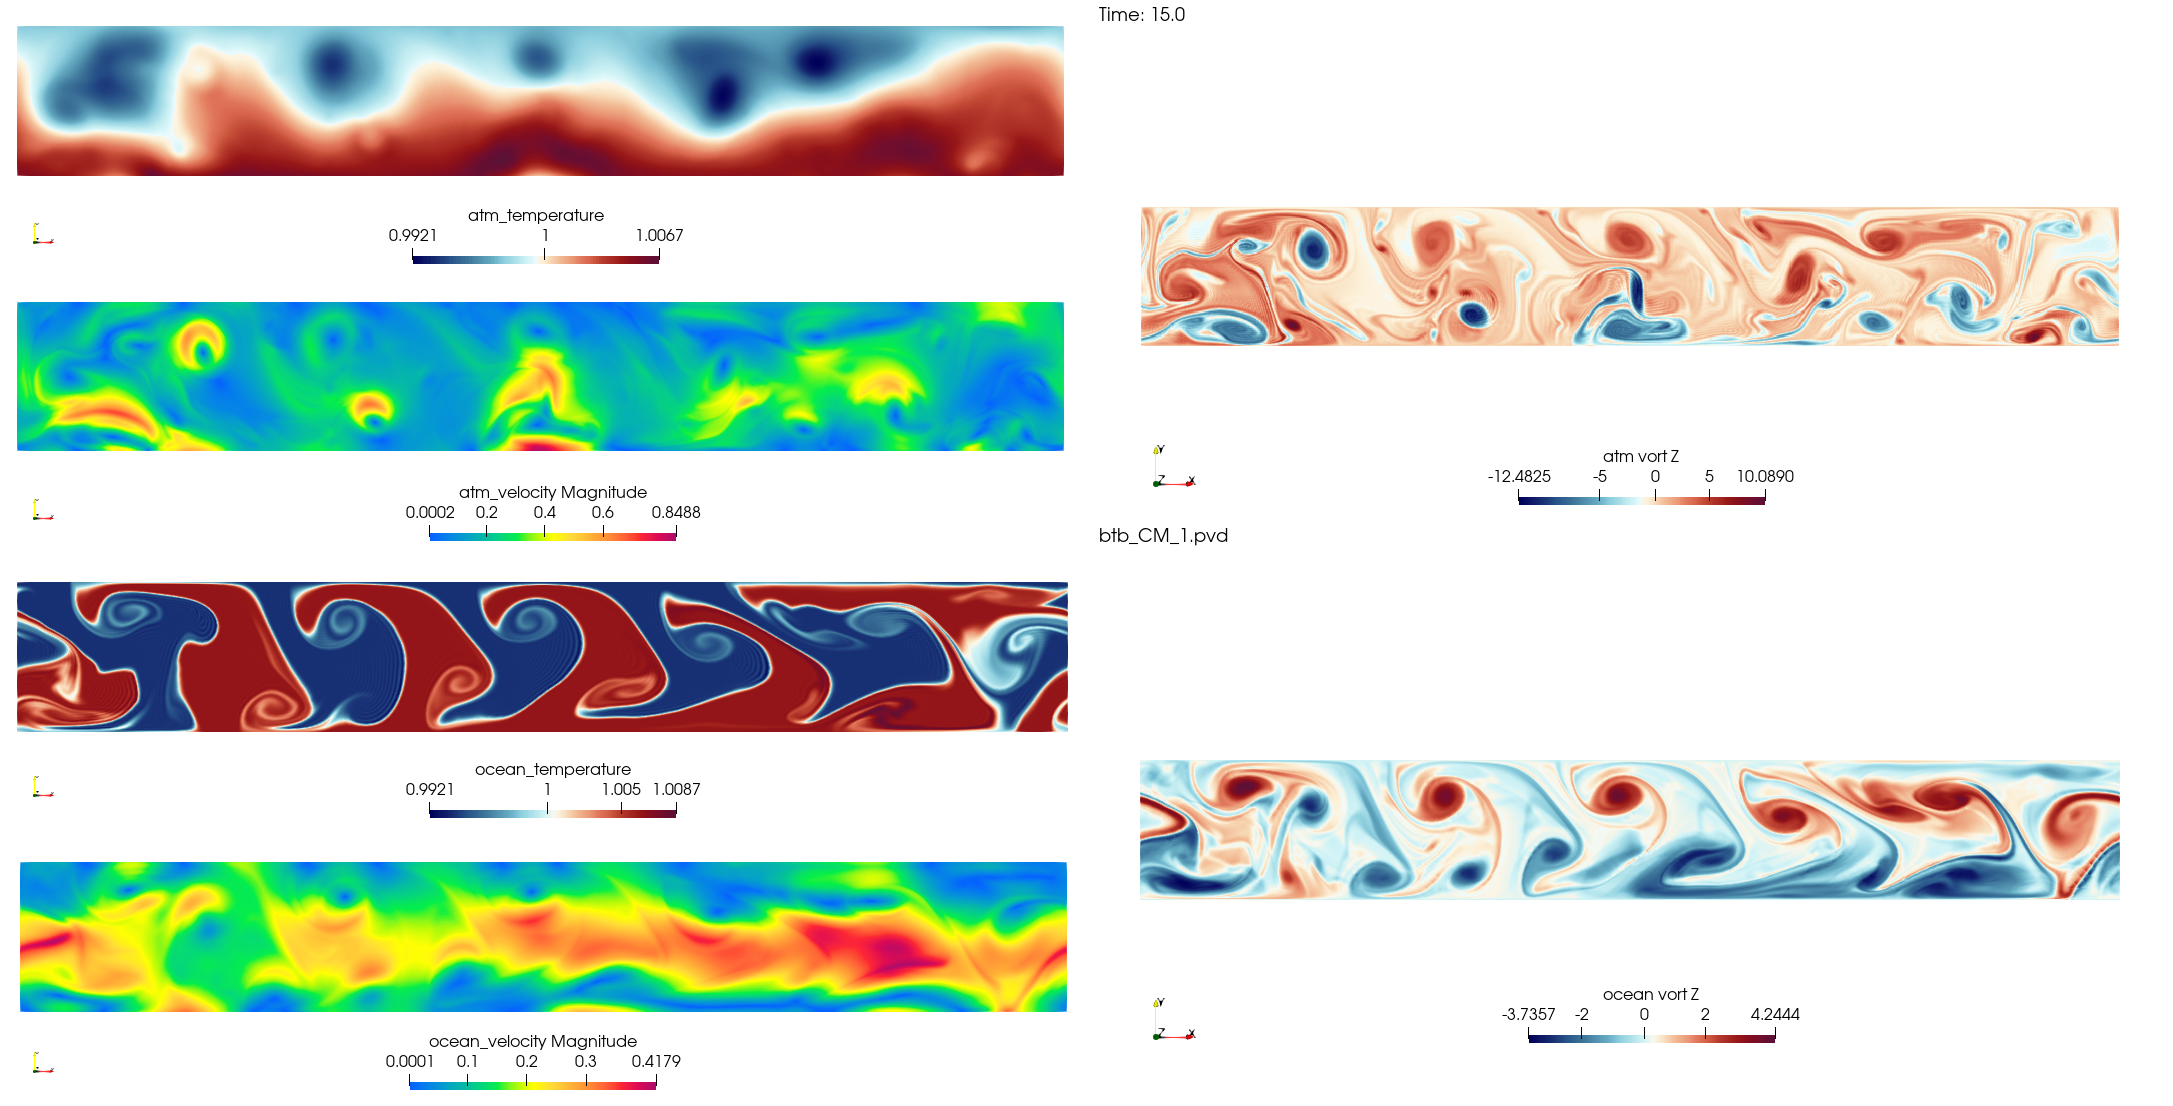 Time: 15.0
atm_temperature
0.9921 1 1.0067
atm_velocity Magnitude
0.0002 0.2 0.4 0.6 0.8488
ocean_temperature
0.9921 1 1.005 1.0087
ocean_velocity Magnitude
0.0001 0.1 0.2 0.3 0.4179
Y
Z X
atm vort Z
-12.4825 -5 0 5 10.0890
btb_CM_1.pvd
Y
Z X
ocean vort Z
-3.7357 -2 0 2 4.2444